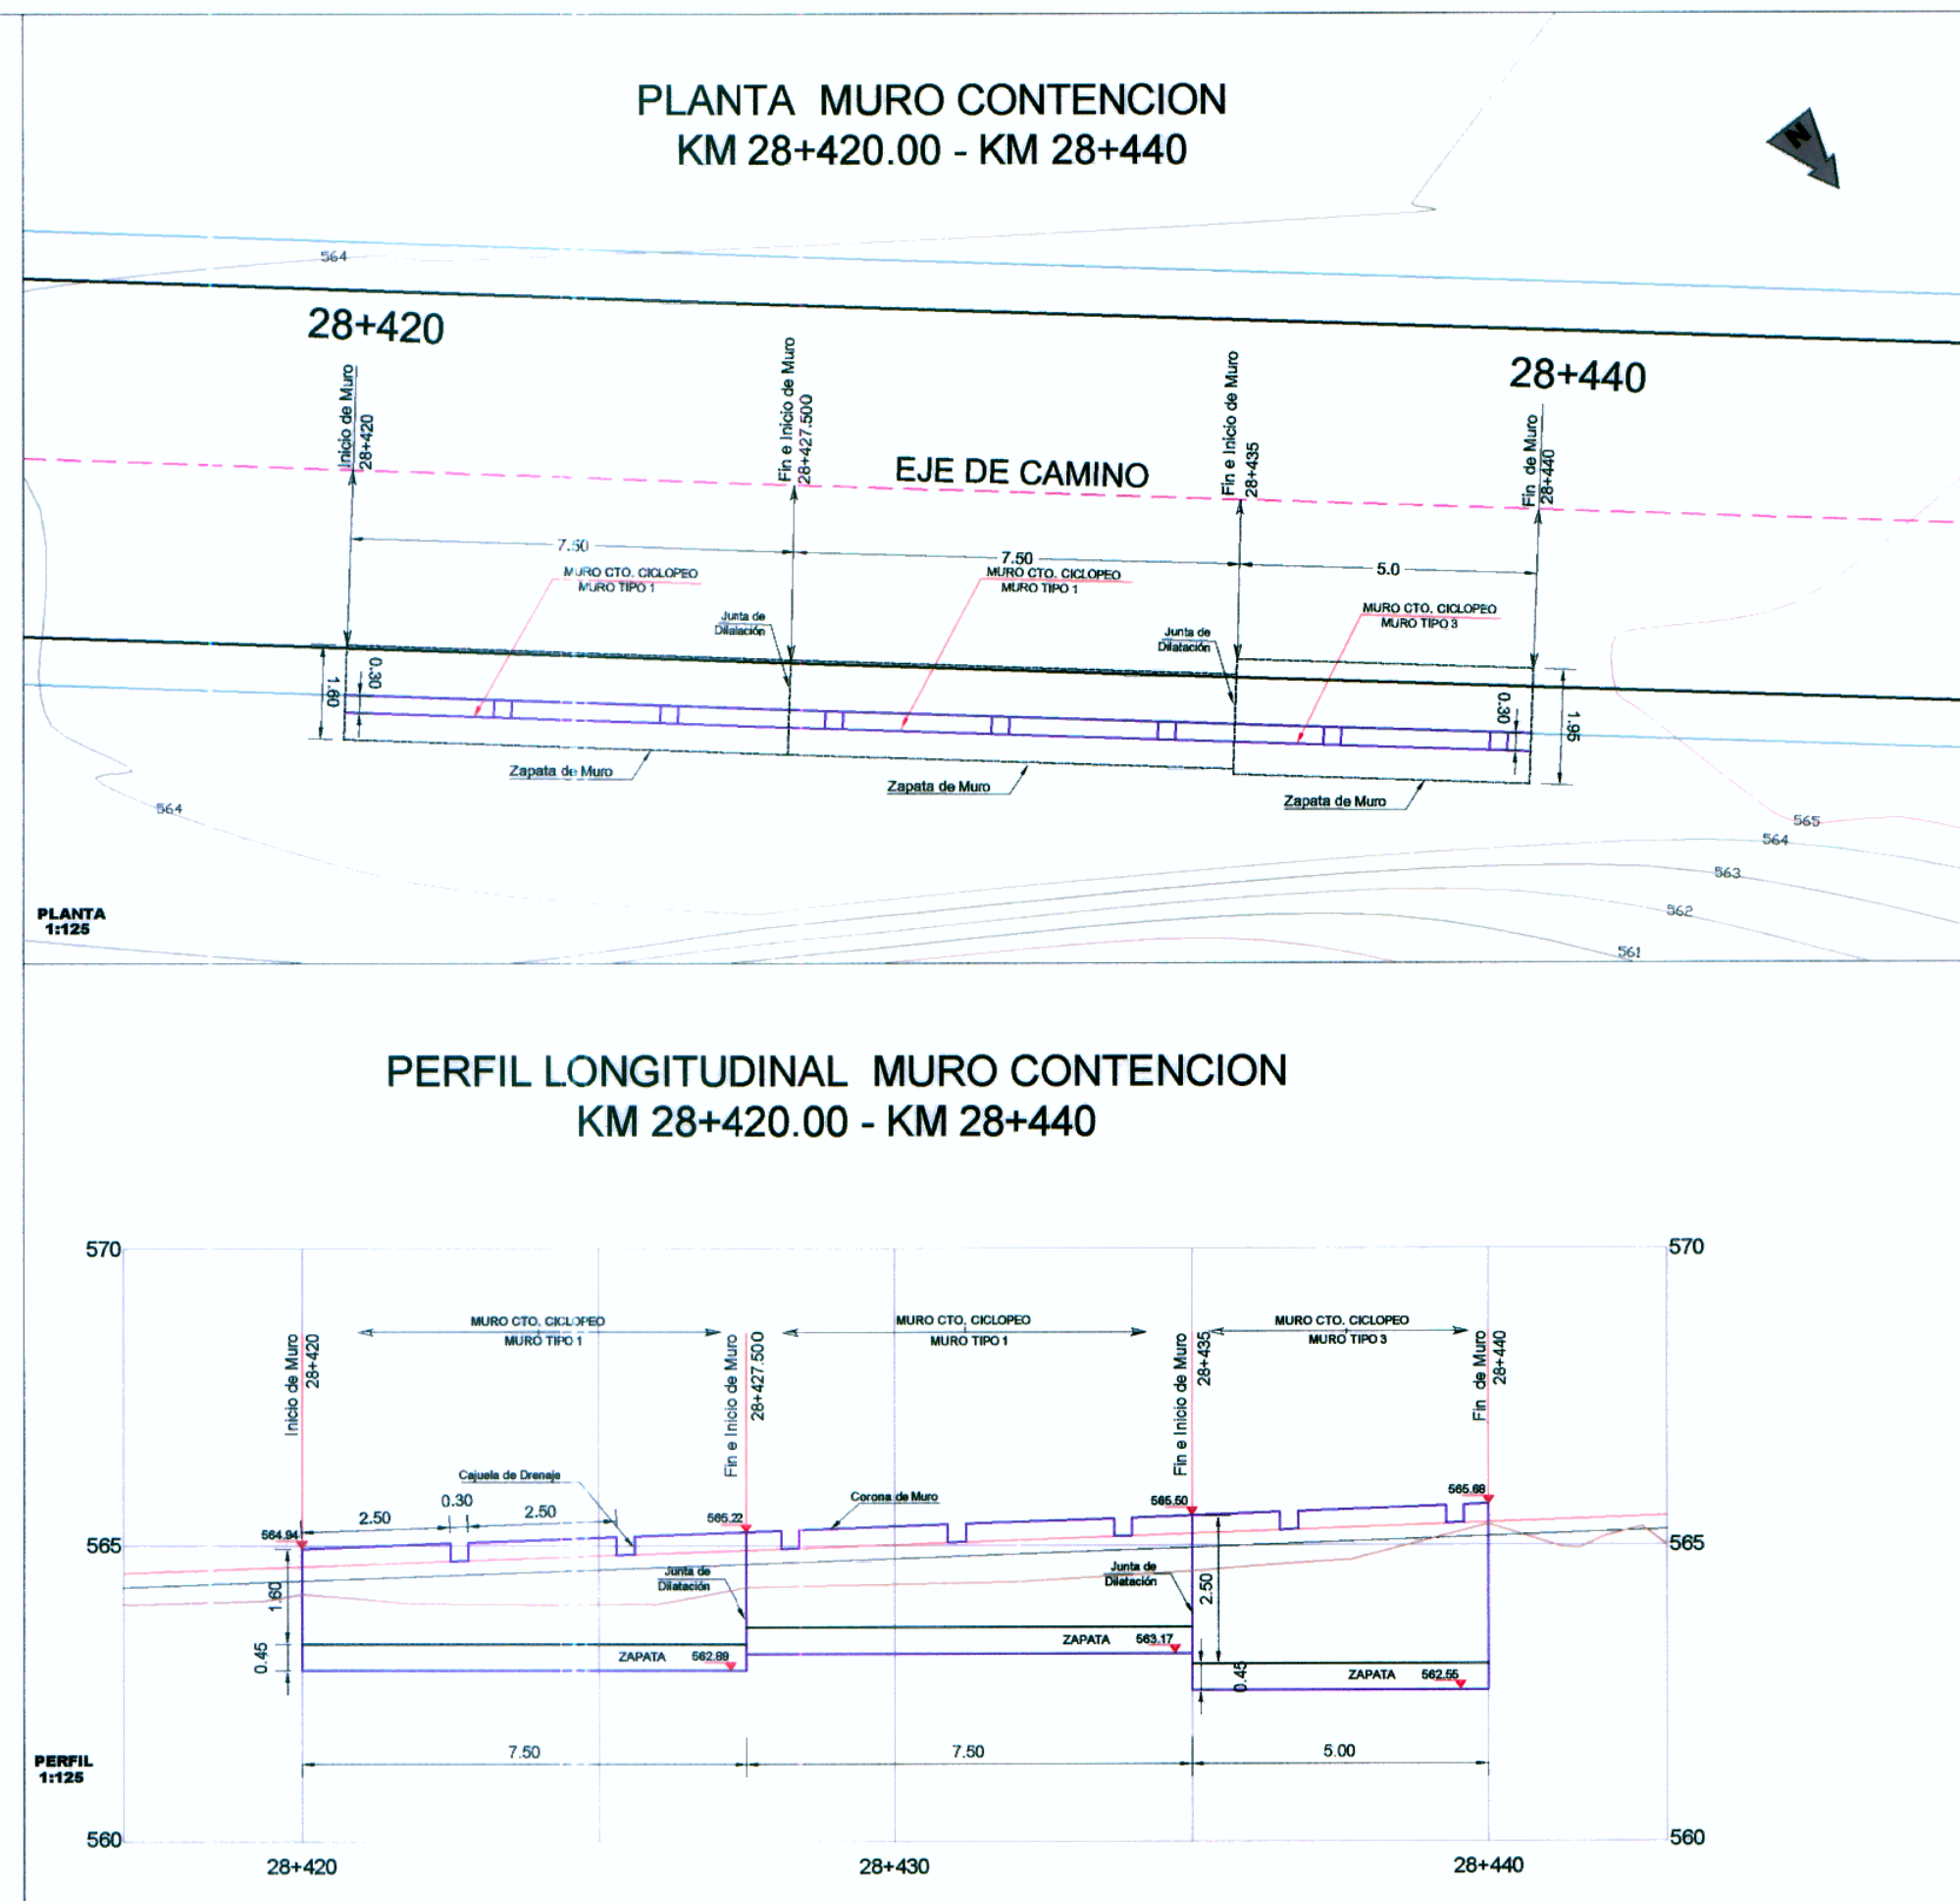 PLANTA MURO CONTENCION
KM 28+420.00 - KM 28+440
N
564
28+420
28+440
Inicio de Muro
28+420
Fin e Inicio de Muro
28+427.500
Fin e Inicio de Muro
28+435
Fin de Muro
28+440
EJE DE CAMINO
7.50
7.50
5.0
MURO CTO. CICLOPEO
MURO TIPO 1
MURO CTO. CICLOPEO
MURO TIPO 1
MURO CTO. CICLOPEO
MURO TIPO 3
Junta de
Dilatación
Junta de
Dilatación
0.30
1.60
0.30
1.95
Zapata de Muro
Zapata de Muro
Zapata de Muro
564
565
564
563
562
561
PLANTA
1:125
PERFIL LONGITUDINAL MURO CONTENCION
KM 28+420.00 - KM 28+440
570
570
MURO CTO. CICLOPEO
MURO TIPO 1
MURO CTO. CICLOPEO
MURO TIPO 1
MURO CTO. CICLOPEO
MURO TIPO 3
Inicio de Muro
28+420
Fin e Inicio de Muro
28+427.500
Fin e Inicio de Muro
28+435
Fin de Muro
28+440
Cajuela de Drenaje
Corona de Muro
2.50
0.30
2.50
564.94
565.22
565.50
565.68
565
565
1.60
0.45
Junta de
Dilatación
Junta de
Dilatación
2.50
0.45
ZAPATA 562.89
ZAPATA 563.17
ZAPATA 562.55
7.50
7.50
5.00
PERFIL
1:125
560
560
28+420
28+430
28+440